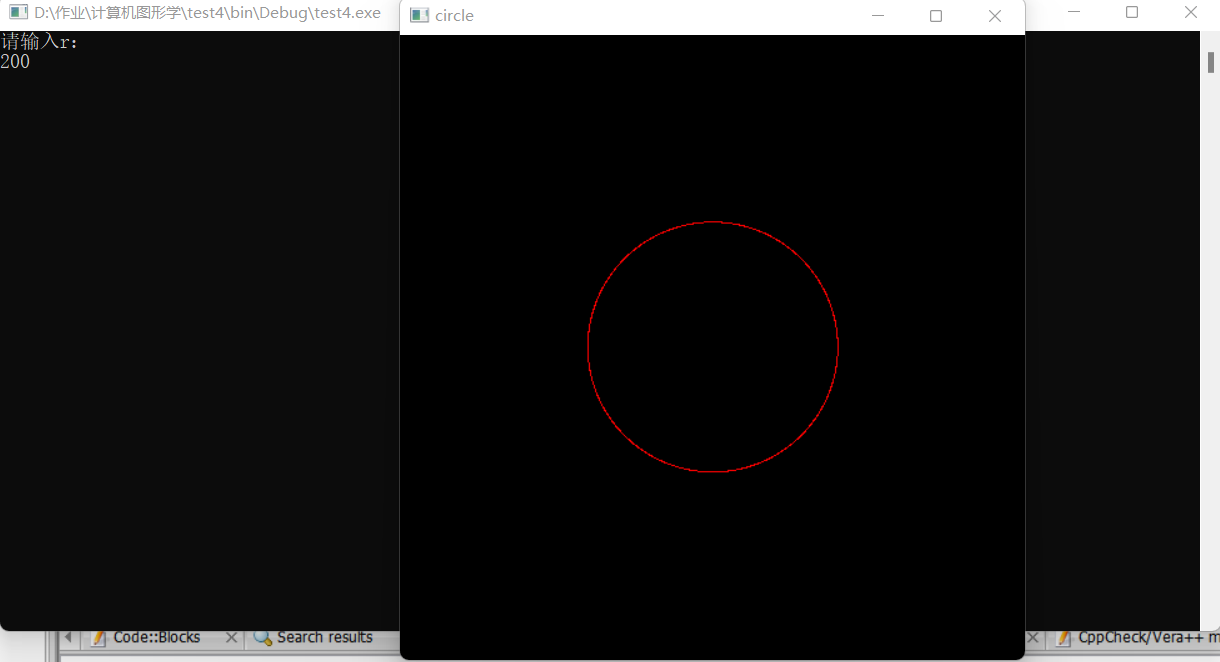 D:\作业\计算机图形学\test4\bin\Debug\test4.exe
circle
请输入r:
200
Code::Blocks
Search results
CppCheck/Vera++ m